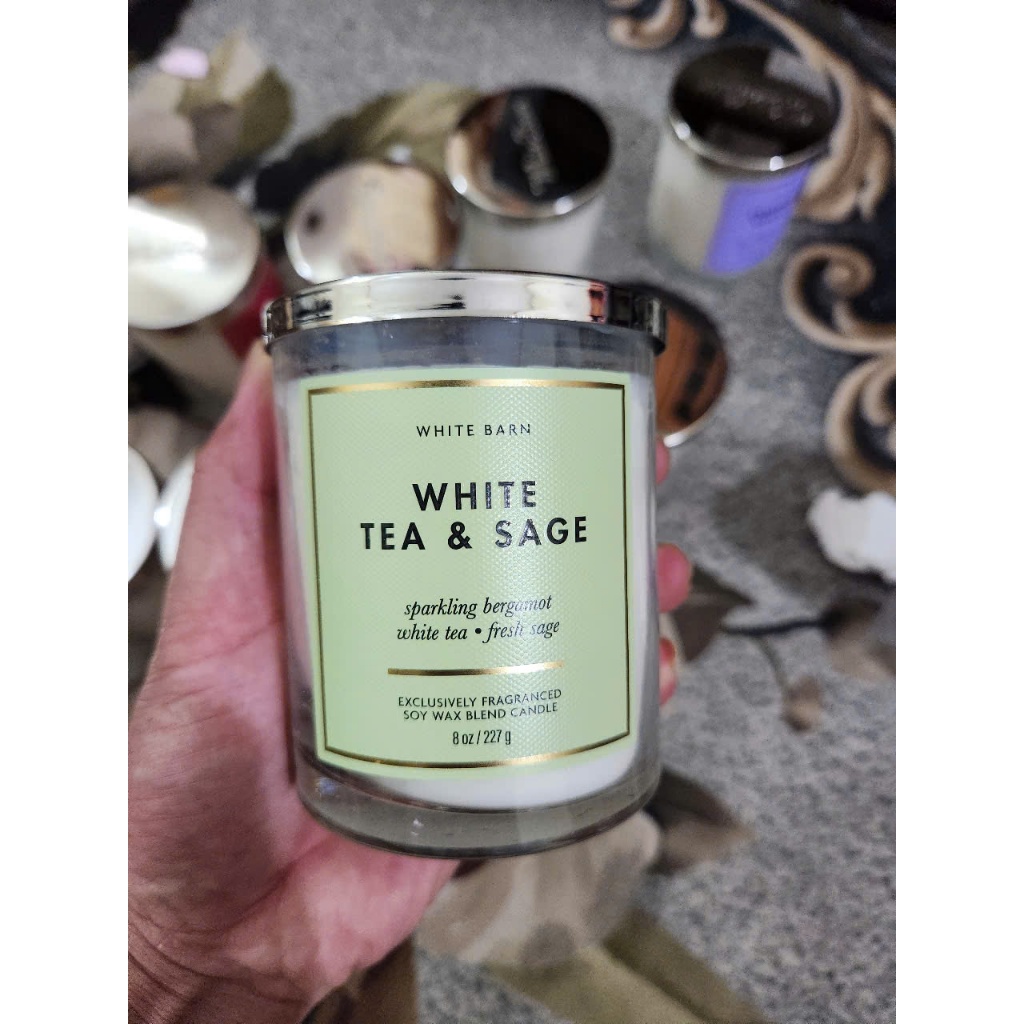 WHITE BARN
WHITE
TEA & SAGE
sparkling bergamot
white tea • fresh sage
EXCLUSIVELY FRAGRANCED
SOY WAX BLEND CANDLE
8 oz / 227 g